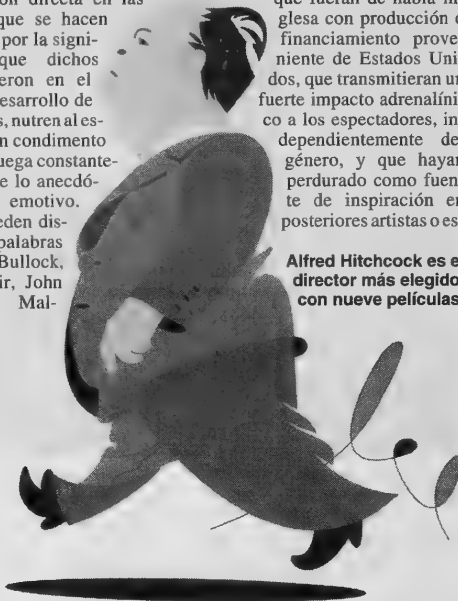 ón directa en las
que se hacen
por la signi-
que dichos
eron en el
esarrollo de
s, nutren al es-
n condimento
uega constante-
e lo anecdó-
emotivo.
eden dis-
palabras
Bullock,
ir, John
Mal-
que fueran de habla in
glesa con producción o
financiamiento prove
niente de Estados Uni
dos, que transmitieran un
fuerte impacto adrenalíni
co a los espectadores, in
dependientemente de
género, y que hayan
perdurado como fuen
te de inspiración en
posteriores artistas o es
Alfred Hitchcock es e
director más elegido
con nueve películas